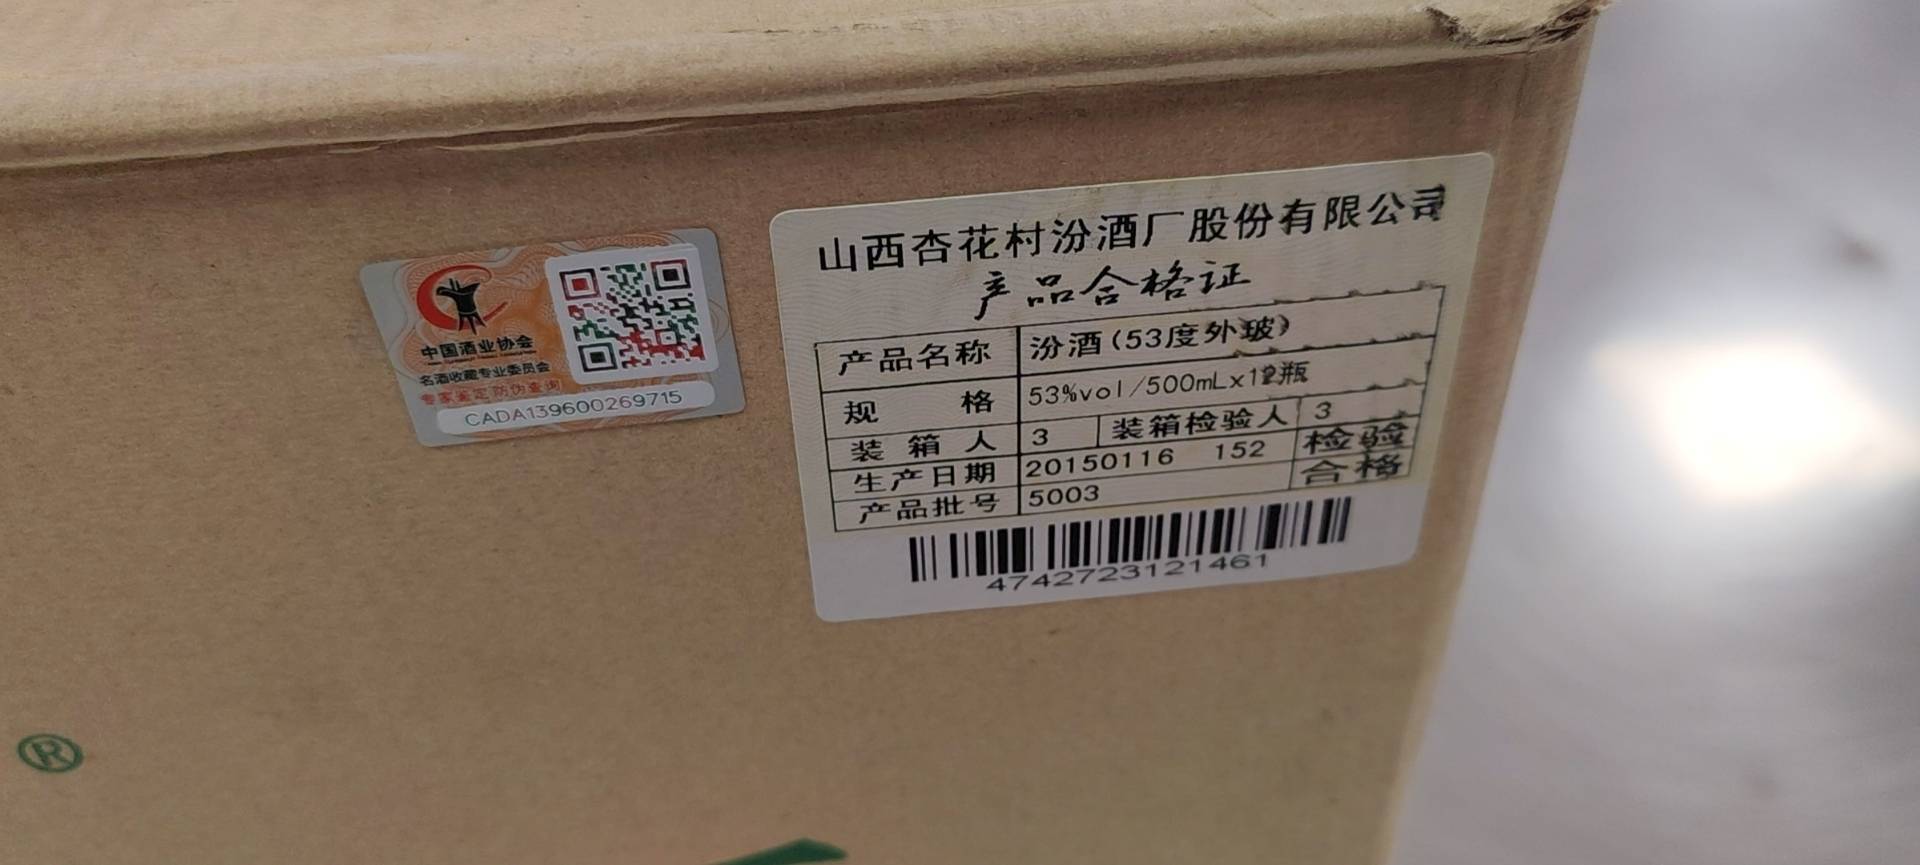 中国酒业协会
名酒收藏专业委员会
专家鉴定防伪查询
CADA139600269715
山西杏花村汾酒厂股份有限公司
产品合格证
产品名称 汾酒(53度外玻)
规 格 53%vol/500mLx12瓶
装箱人 3 装箱检验人 3
生产日期 20150116 152 检验
产品批号 5003 合格
4742723121461
®